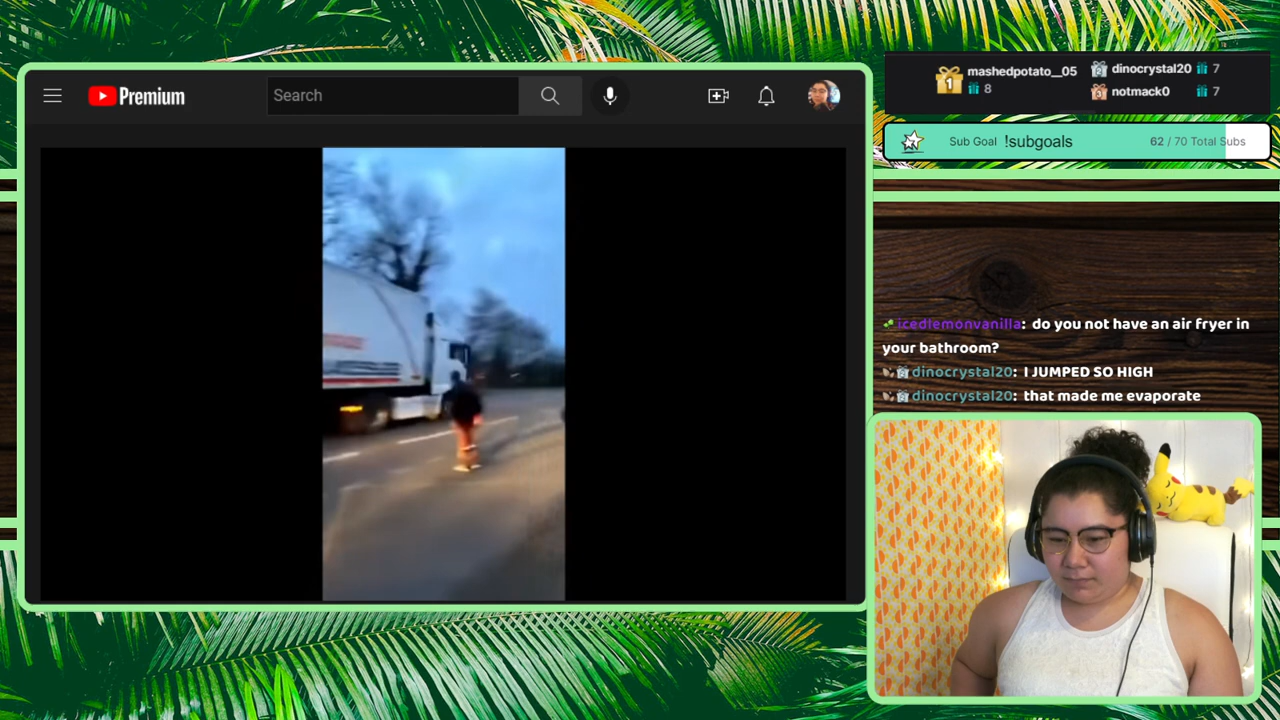 Premium
Search
mashedpotato__05
8
dinocrystal20 7
notmack0 7
Sub Goal !subgoals 62 / 70 Total Subs
icedlemonvanilla: do you not have an air fryer in
your bathroom?
dinocrystal20: I JUMPED SO HIGH
dinocrystal20: that made me evaporate